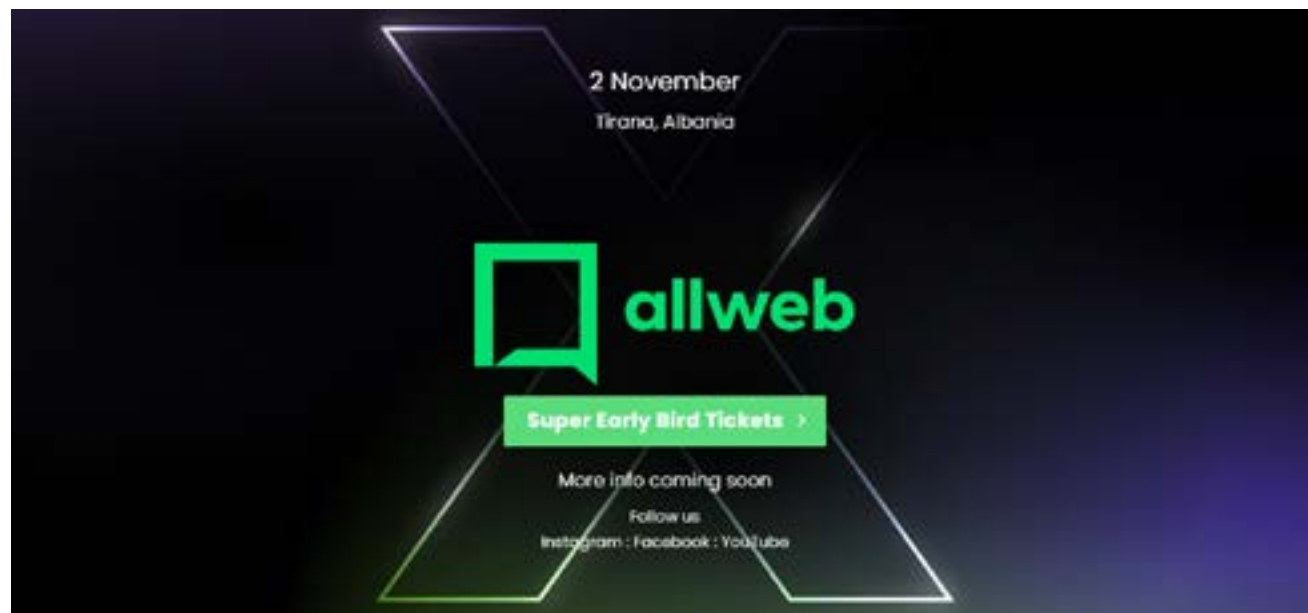 2 November
Tirana, Albania
allweb
Super Early Bird Tickets >
More info coming soon
Follow us
Instagram : Facebook : YouTube